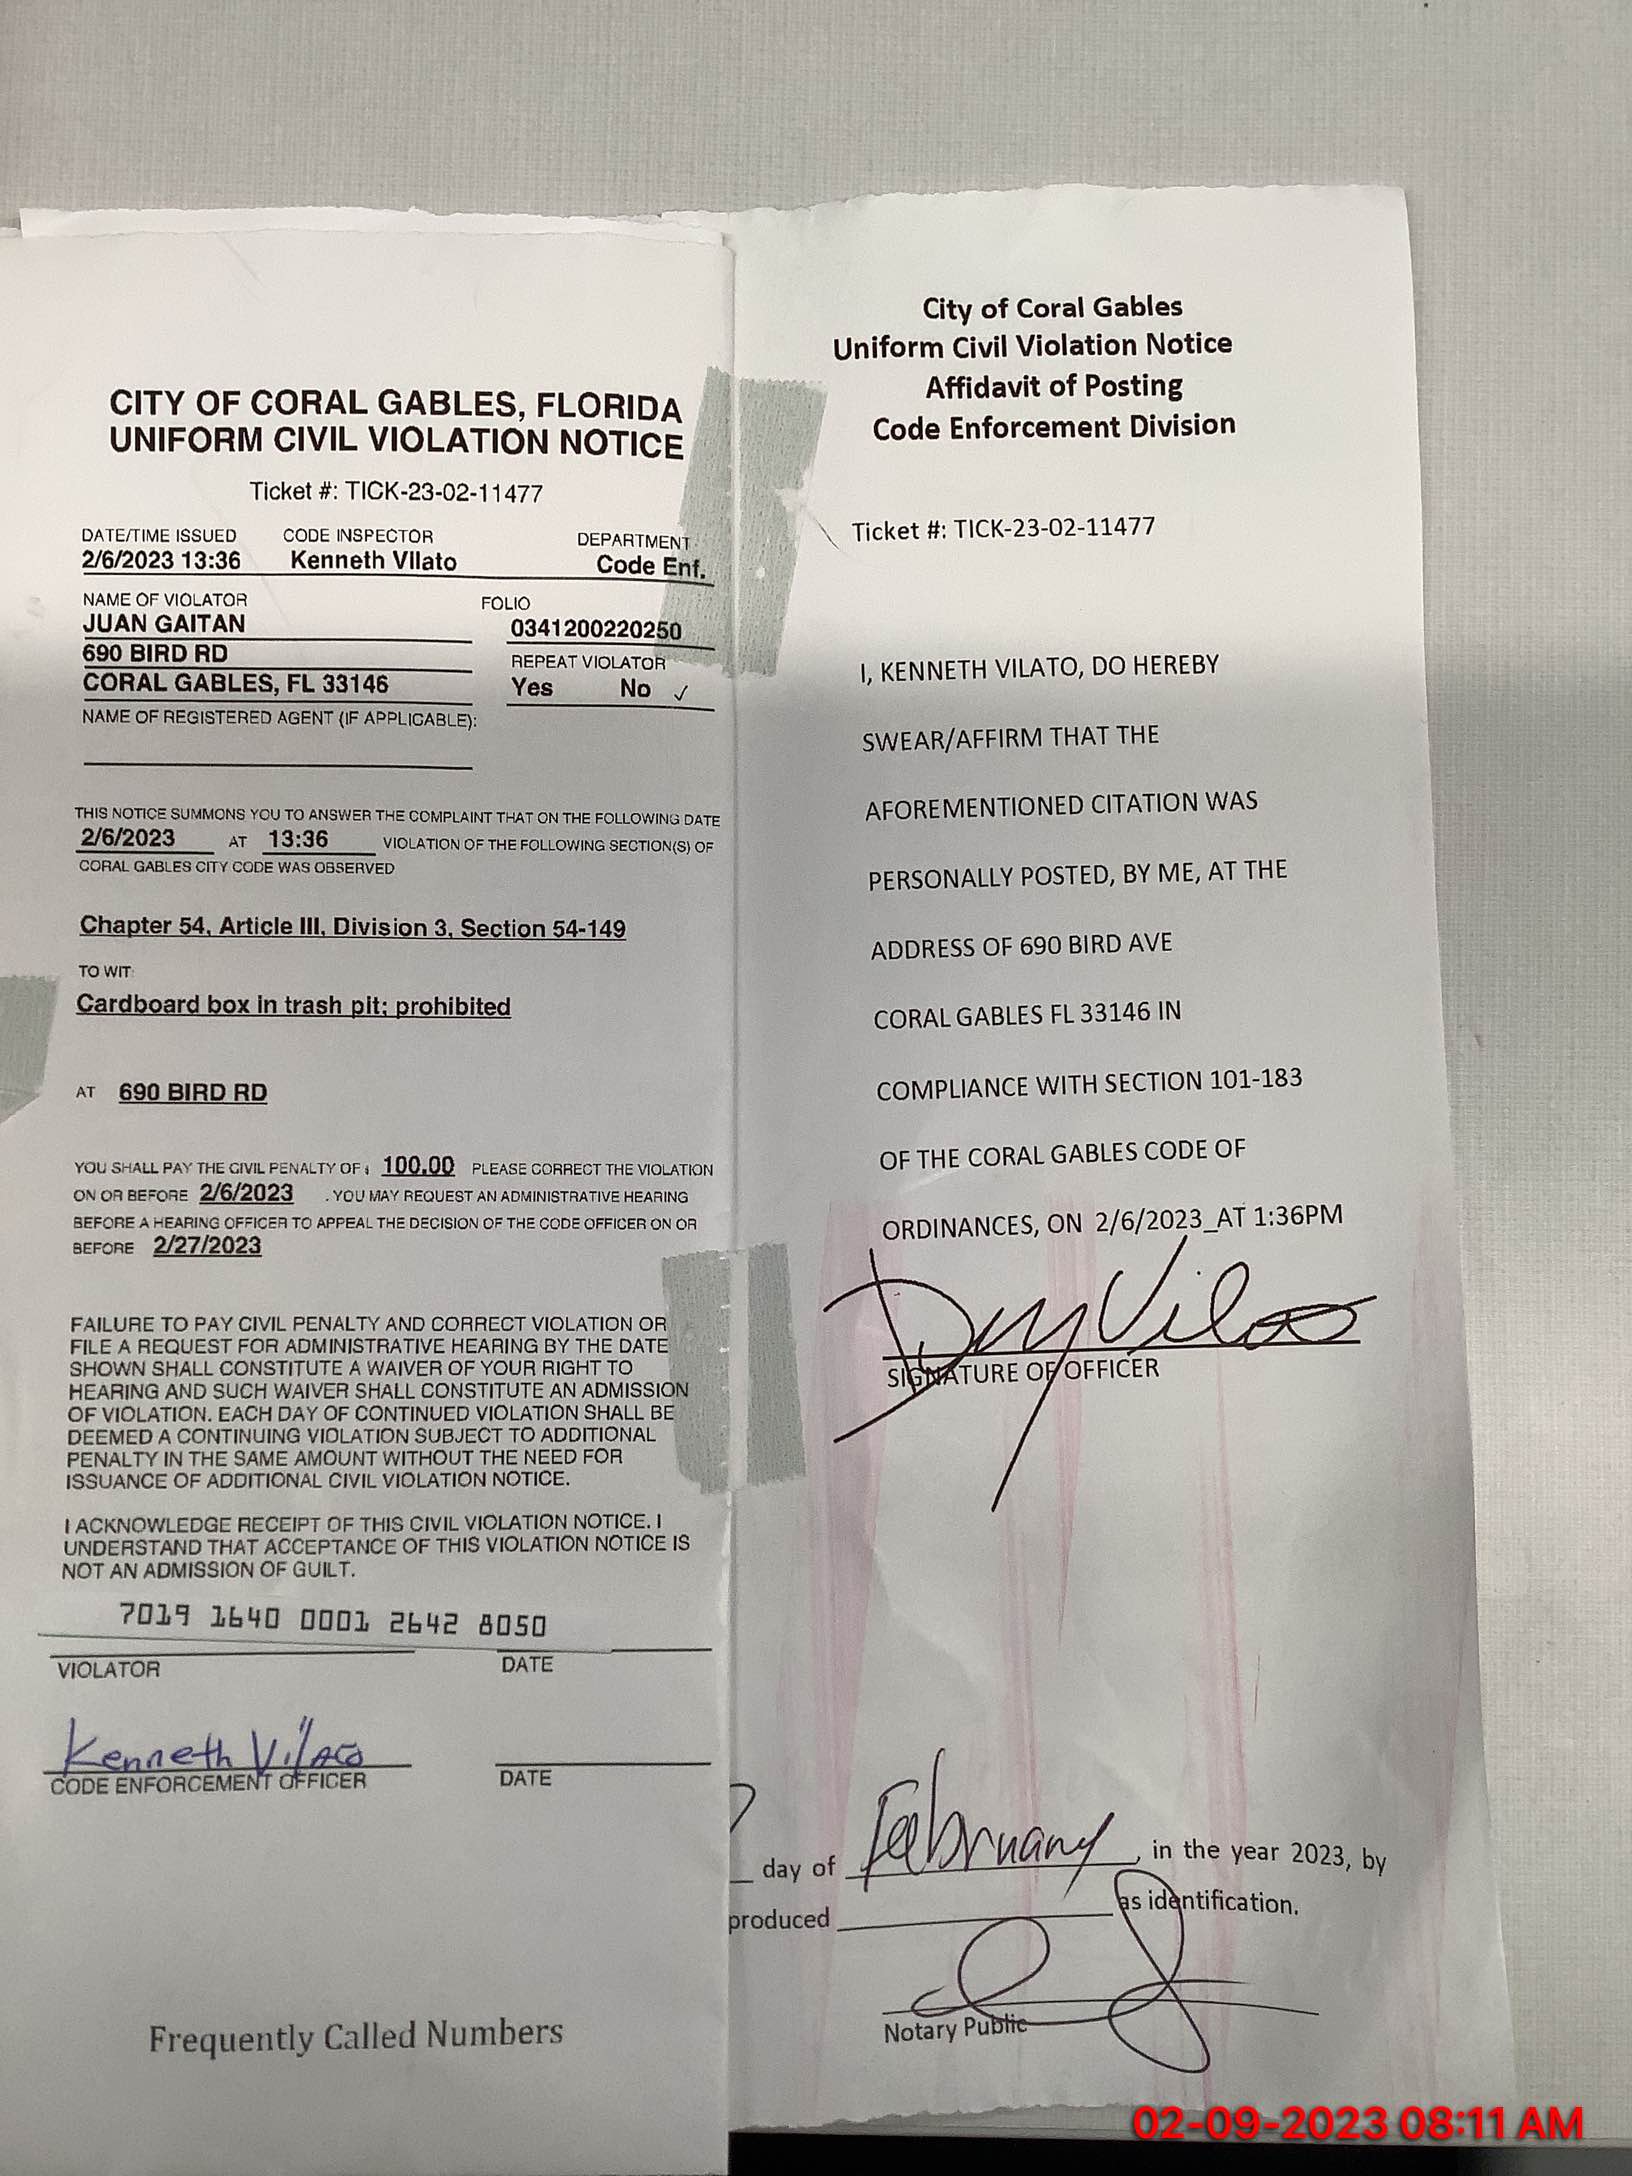 CITY OF CORAL GABLES, FLORIDA
UNIFORM CIVIL VIOLATION NOTICE
Ticket #: TICK-23-02-11477
DATE/TIME ISSUED CODE INSPECTOR DEPARTMENT
2/6/2023 13:36 Kenneth Vilato Code Enf.
NAME OF VIOLATOR FOLIO
JUAN GAITAN 0341200220250
690 BIRD RD REPEAT VIOLATOR
CORAL GABLES, FL 33146 Yes No ✓
NAME OF REGISTERED AGENT (IF APPLICABLE):
THIS NOTICE SUMMONS YOU TO ANSWER THE COMPLAINT THAT ON THE FOLLOWING DATE
2/6/2023 AT 13:36 VIOLATION OF THE FOLLOWING SECTION(S) OF
CORAL GABLES CITY CODE WAS OBSERVED
Chapter 54, Article III, Division 3, Section 54-149
TO WIT:
Cardboard box in trash pit; prohibited
AT 690 BIRD RD
YOU SHALL PAY THE CIVIL PENALTY OF $ 100.00 PLEASE CORRECT THE VIOLATION
ON OR BEFORE 2/6/2023 . YOU MAY REQUEST AN ADMINISTRATIVE HEARING
BEFORE A HEARING OFFICER TO APPEAL THE DECISION OF THE CODE OFFICER ON OR
BEFORE 2/27/2023
FAILURE TO PAY CIVIL PENALTY AND CORRECT VIOLATION OR
FILE A REQUEST FOR ADMINISTRATIVE HEARING BY THE DATE
SHOWN SHALL CONSTITUTE A WAIVER OF YOUR RIGHT TO
HEARING AND SUCH WAIVER SHALL CONSTITUTE AN ADMISSION
OF VIOLATION. EACH DAY OF CONTINUED VIOLATION SHALL BE
DEEMED A CONTINUING VIOLATION SUBJECT TO ADDITIONAL
PENALTY IN THE SAME AMOUNT WITHOUT THE NEED FOR
ISSUANCE OF ADDITIONAL CIVIL VIOLATION NOTICE.
I ACKNOWLEDGE RECEIPT OF THIS CIVIL VIOLATION NOTICE. I
UNDERSTAND THAT ACCEPTANCE OF THIS VIOLATION NOTICE IS
NOT AN ADMISSION OF GUILT.
7019 1640 0001 2642 8050
VIOLATOR DATE
Kenneth Vilato
CODE ENFORCEMENT OFFICER DATE
Frequently Called Numbers
City of Coral Gables
Uniform Civil Violation Notice
Affidavit of Posting
Code Enforcement Division
Ticket #: TICK-23-02-11477
I, KENNETH VILATO, DO HEREBY
SWEAR/AFFIRM THAT THE
AFOREMENTIONED CITATION WAS
PERSONALLY POSTED, BY ME, AT THE
ADDRESS OF 690 BIRD AVE
CORAL GABLES FL 33146 IN
COMPLIANCE WITH SECTION 101-183
OF THE CORAL GABLES CODE OF
ORDINANCES, ON 2/6/2023_AT 1:36PM
SIGNATURE OF OFFICER
day of February, in the year 2023, by
produced as identification.
Notary Public
02-09-2023 08:11 AM